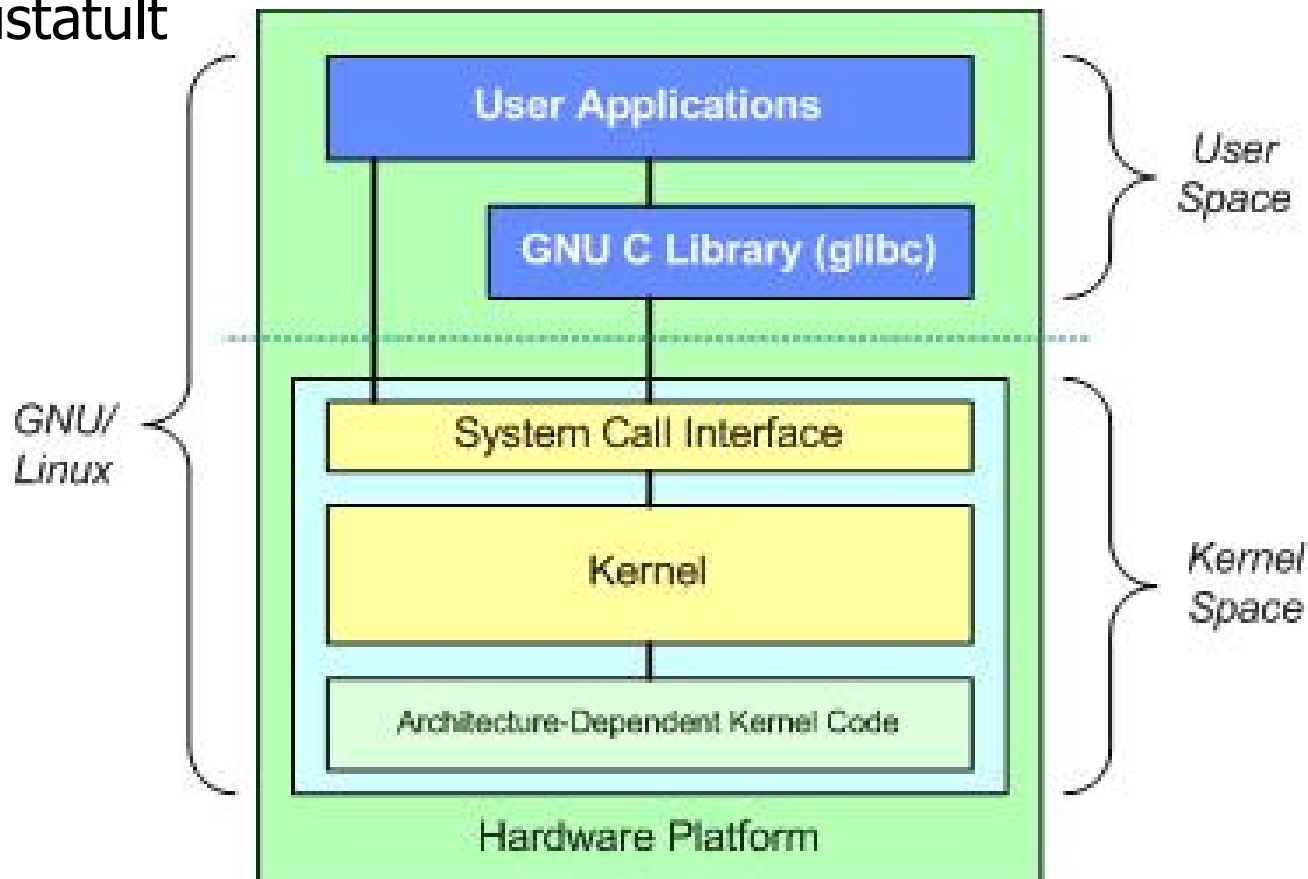 User Applications
GNU C Library (glibc)
User
Space
GNU/
Linux
System Call Interface
Kernel
Architecture-Dependent Kernel Code
Kernel
Space
Hardware Platform